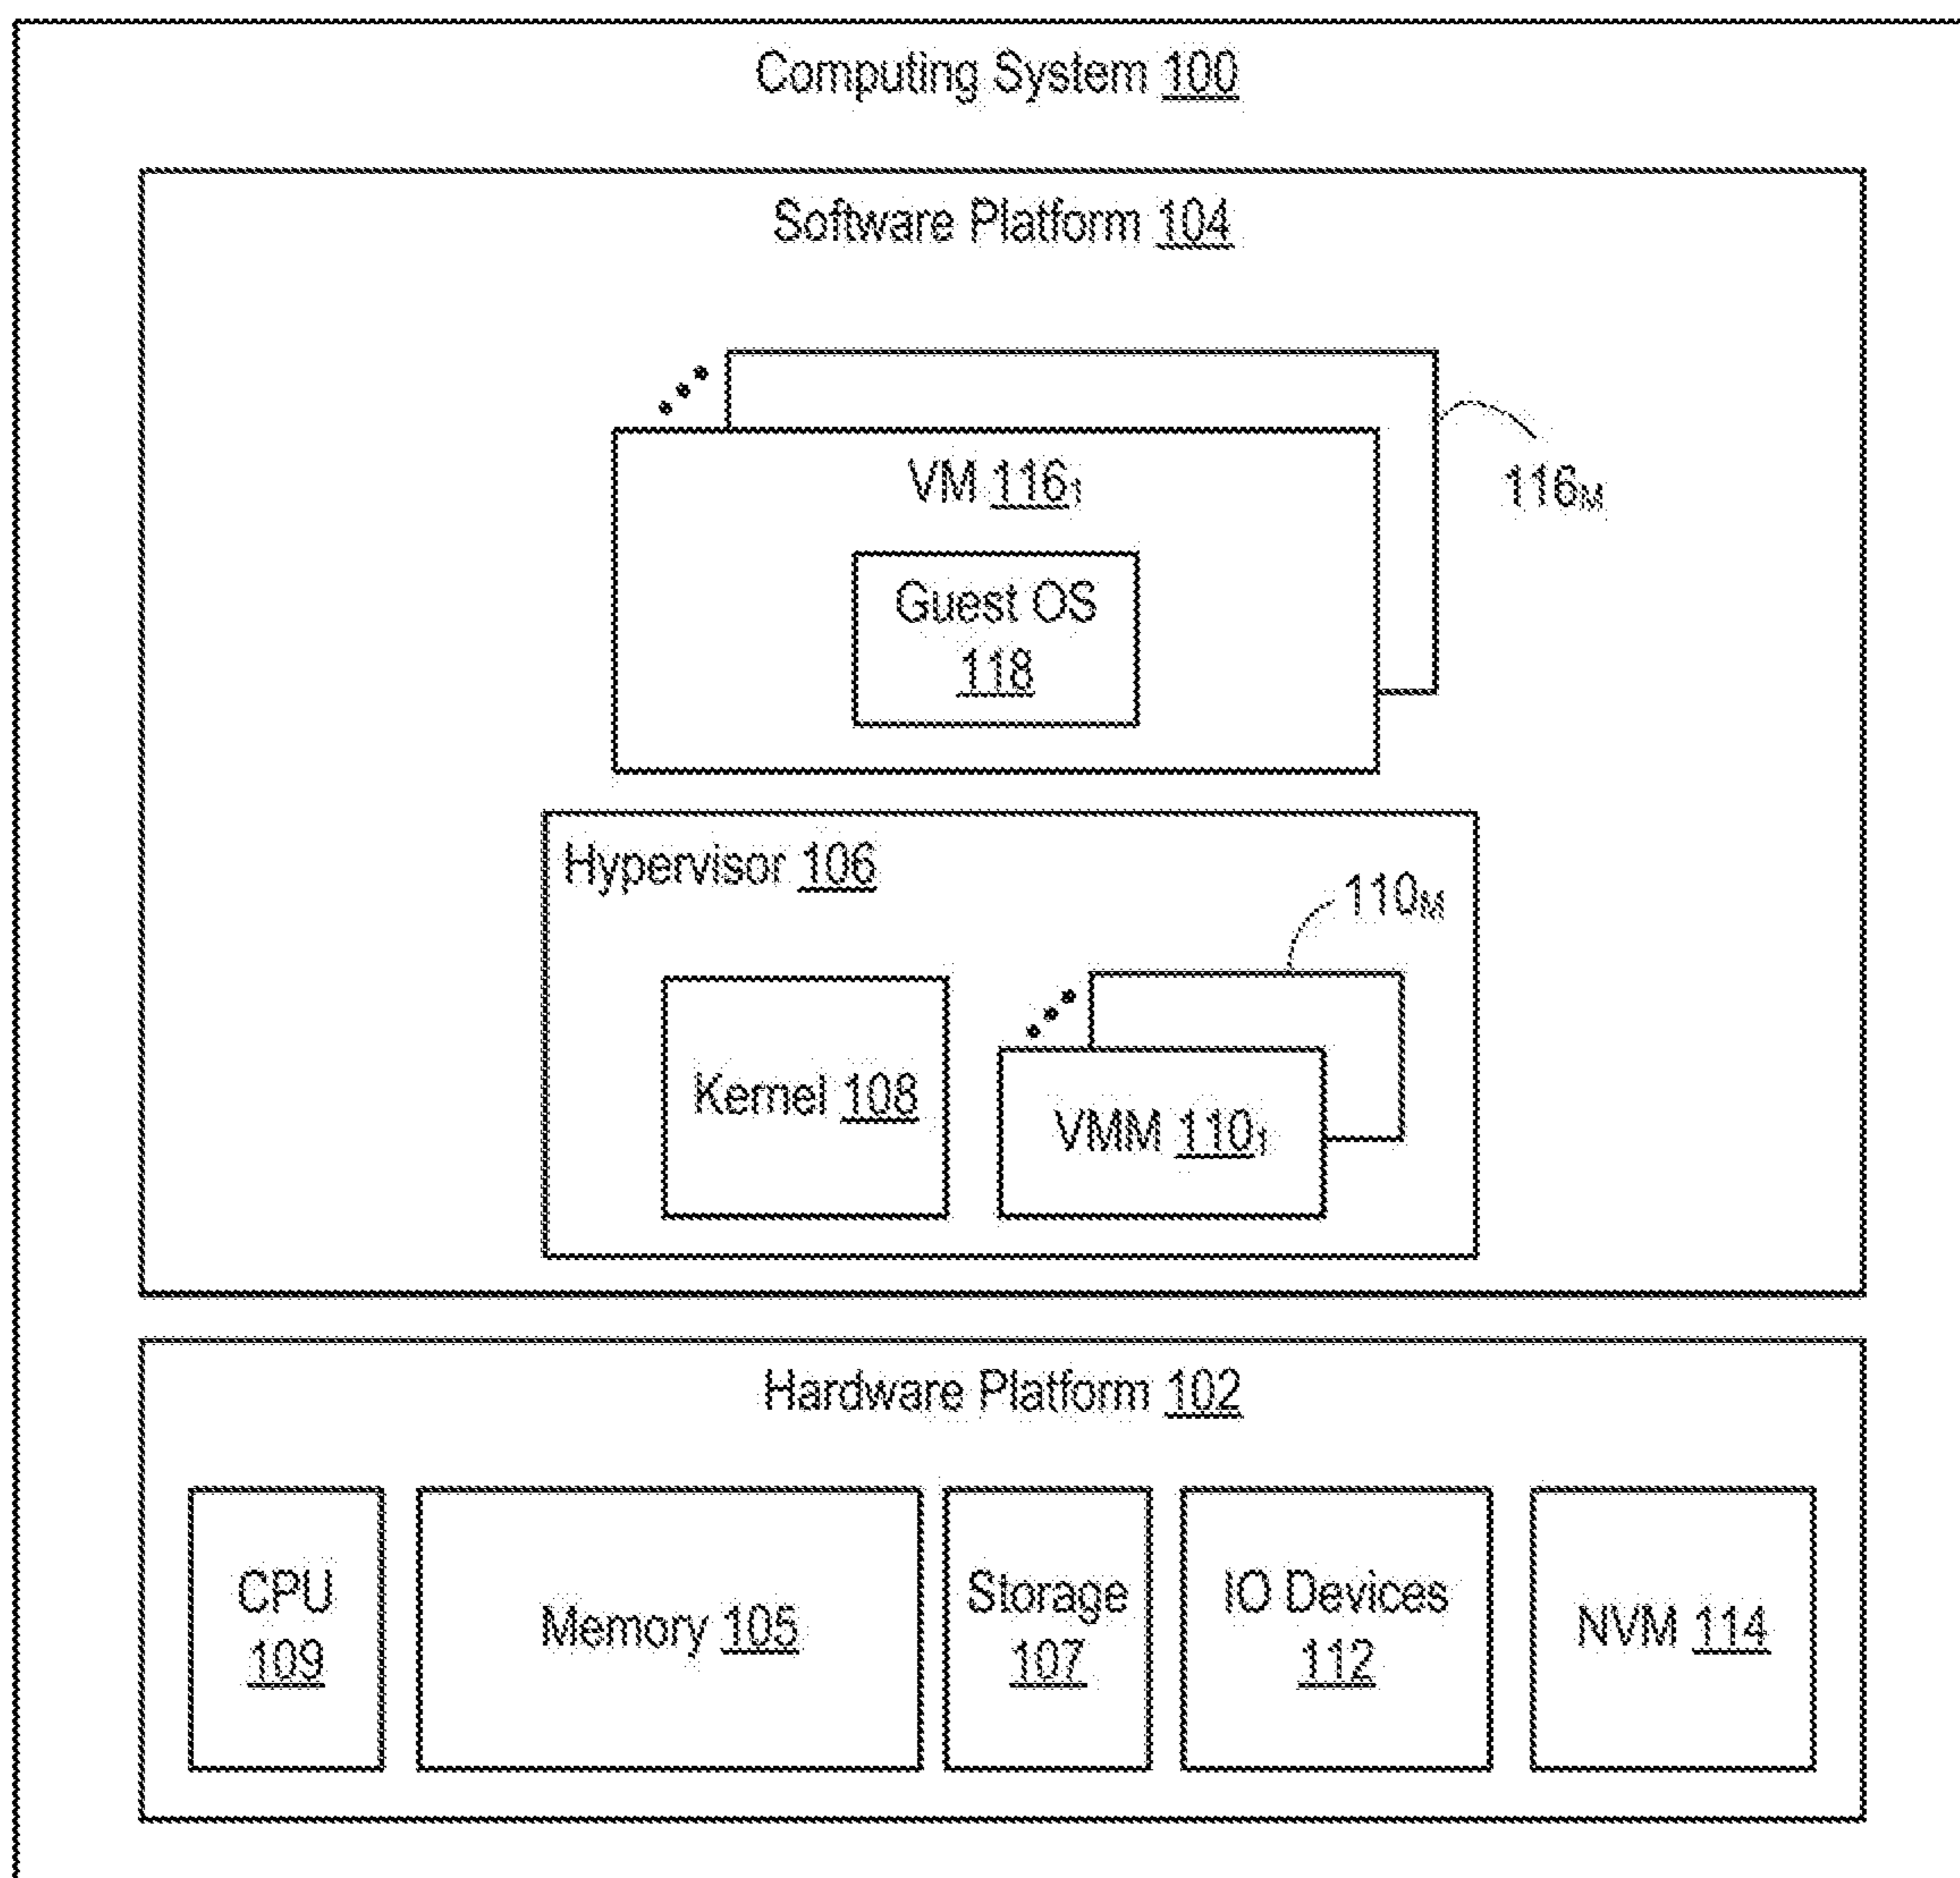 Computing System 100
Software Platform 104
VM 116₁
116ₘ
Guest OS
118
Hypervisor 106
110ₘ
Kernel 108
VMM 110₁
Hardware Platform 102
CPU
109
Memory 105
Storage
107
IO Devices
112
NVM 114